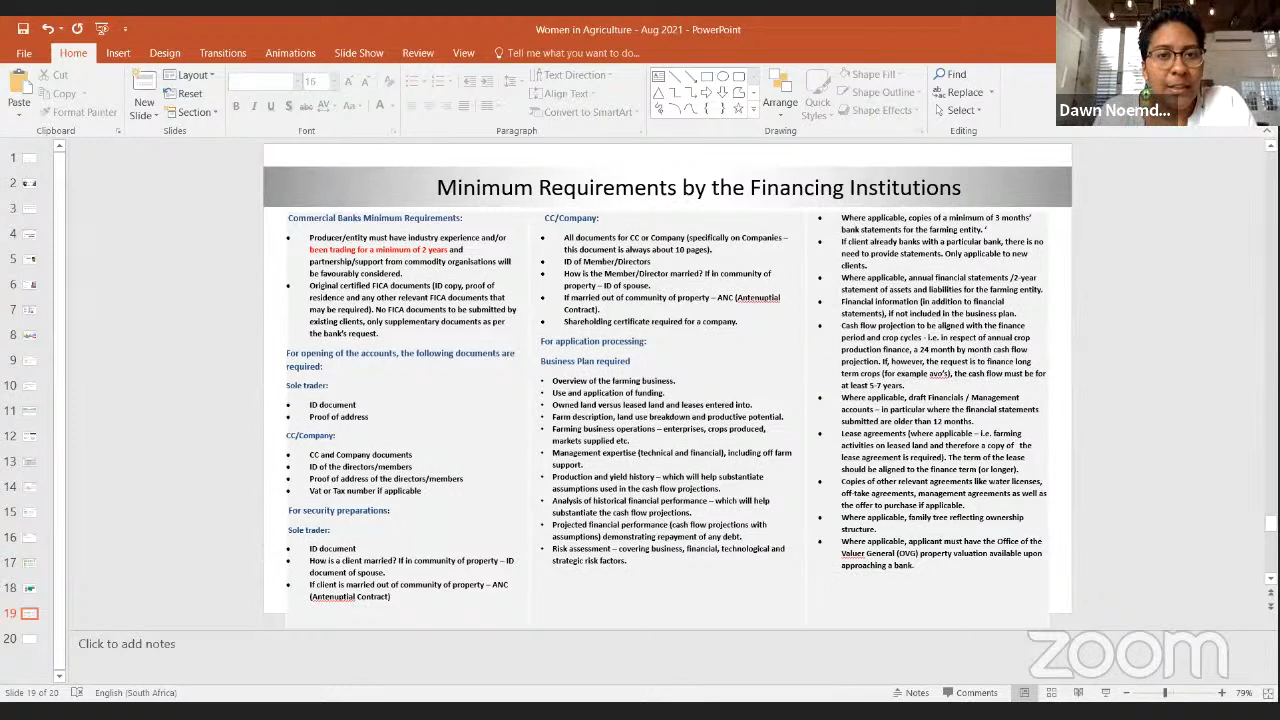 Women in Agriculture - Aug 2021 - PowerPoint
File
Home
Insert
Design
Transitions
Animations
Slide Show
Review
View
Tell me what you want to do...
Paste
Cut
Copy
Format Painter
Clipboard
New
Slide
Layout
Reset
Section
Slides
16
Font
Text Direction
Align Text
Convert to SmartArt
Paragraph
Arrange
Quick
Styles
Shape Fill
Shape Outline
Shape Effects
Drawing
Find
Replace
Select
Editing
Dawn Noemd...
1
2
3
4
5
6
7
8
9
10
11
12
13
14
15
16
17
18
19
20
Minimum Requirements by the Financing Institutions
Commercial Banks Minimum Requirements:
Producer/entity must have industry experience and/or
been trading for a minimum of 2 years and
partnership/support from commodity organisations will
be favourably considered.
Original certified FICA documents (ID copy, proof of
residence and any other relevant FICA documents that
may be required). No FICA documents to be submitted by
existing clients, only supplementary documents as per
the bank's request.
For opening of the accounts, the following documents are
required:
Sole trader:
ID document
Proof of address
CC/Company:
CC and Company documents
ID of the directors/members
Proof of address of the directors/members
Vat or Tax number if applicable
For security preparations:
Sole trader:
ID document
How is a client married? If in community of property – ID
document of spouse.
If client is married out of community of property – ANC
(Antenuptial Contract)
CC/Company:
All documents for CC or Company (specifically on Companies –
this document is always about 10 pages).
ID of Member/Directors
How is the Member/Director married? If in community of
property – ID of spouse.
If married out of community of property – ANC (Antenuptial
Contract).
Shareholding certificate required for a company.
For application processing:
Business Plan required
Overview of the farming business.
Use and application of funding.
Owned land versus leased land and leases entered into.
Farm description, land use breakdown and productive potential.
Farming business operations – enterprises, crops produced,
markets supplied etc.
Management expertise (technical and financial), including off farm
support.
Production and yield history – which will help substantiate
assumptions used in the cash flow projections.
Analysis of historical financial performance – which will help
substantiate the cash flow projections.
Projected financial performance (cash flow projections with
assumptions) demonstrating repayment of any debt.
Risk assessment – covering business, financial, technological and
strategic risk factors.
Where applicable, copies of a minimum of 3 months'
bank statements for the farming entity. '
If client already banks with a particular bank, there is no
need to provide statements. Only applicable to new
clients.
Where applicable, annual financial statements /2-year
statement of assets and liabilities for the farming entity.
Financial information (in addition to financial
statements), if not included in the business plan.
Cash flow projection to be aligned with the finance
period and crop cycles - i.e. in respect of annual crop
production finance, a 24 month by month cash flow
projection. If, however, the request is to finance long
term crops (for example avo's), the cash flow must be for
at least 5-7 years.
Where applicable, draft Financials / Management
accounts – in particular where the financial statements
submitted are older than 12 months.
Lease agreements (where applicable – i.e. farming
activities on leased land and therefore a copy of the
lease agreement is required). The term of the lease
should be aligned to the finance term (or longer).
Copies of other relevant agreements like water licenses,
off-take agreements, management agreements as well as
the offer to purchase if applicable.
Where applicable, family tree reflecting ownership
structure.
Where applicable, applicant must have the Office of the
Valuer General (OVG) property valuation available upon
approaching a bank.
Click to add notes
zoom
Slide 19 of 20
English (South Africa)
Notes
Comments
79%